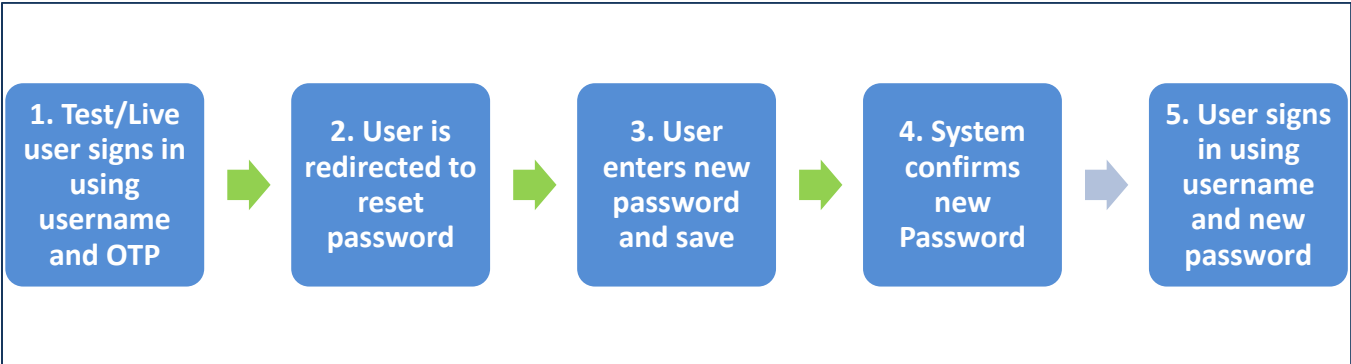 1. Test/Live
user signs in
using
username
and OTP
2. User is
redirected to
reset
password
3. User
enters new
password
and save
4. System
confirms
new
Password
5. User signs
in using
username
and new
password